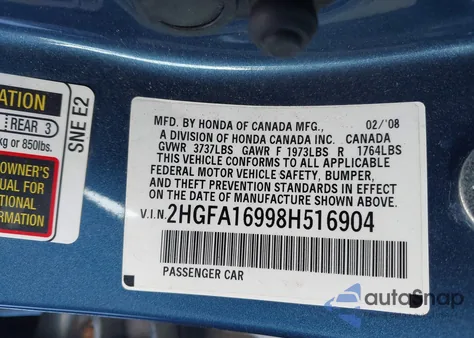 ATION
REAR 3
kg or 850lbs.
SNE E2
OWNER'S
UAL FOR
TIONAL
RMATION
MFD. BY HONDA OF CANADA MFG., 02/'08
A DIVISION OF HONDA CANADA INC. CANADA
GVWR 3737LBS GAWR F 1973LBS R 1764LBS
THIS VEHICLE CONFORMS TO ALL APPLICABLE
FEDERAL MOTOR VEHICLE SAFETY, BUMPER,
AND THEFT PREVENTION STANDARDS IN EFFECT
ON THE DATE OF MANUFACTURE SHOWN ABOVE.
V.I.N. 2HGFA16998H516904
PASSENGER CAR
autosnap